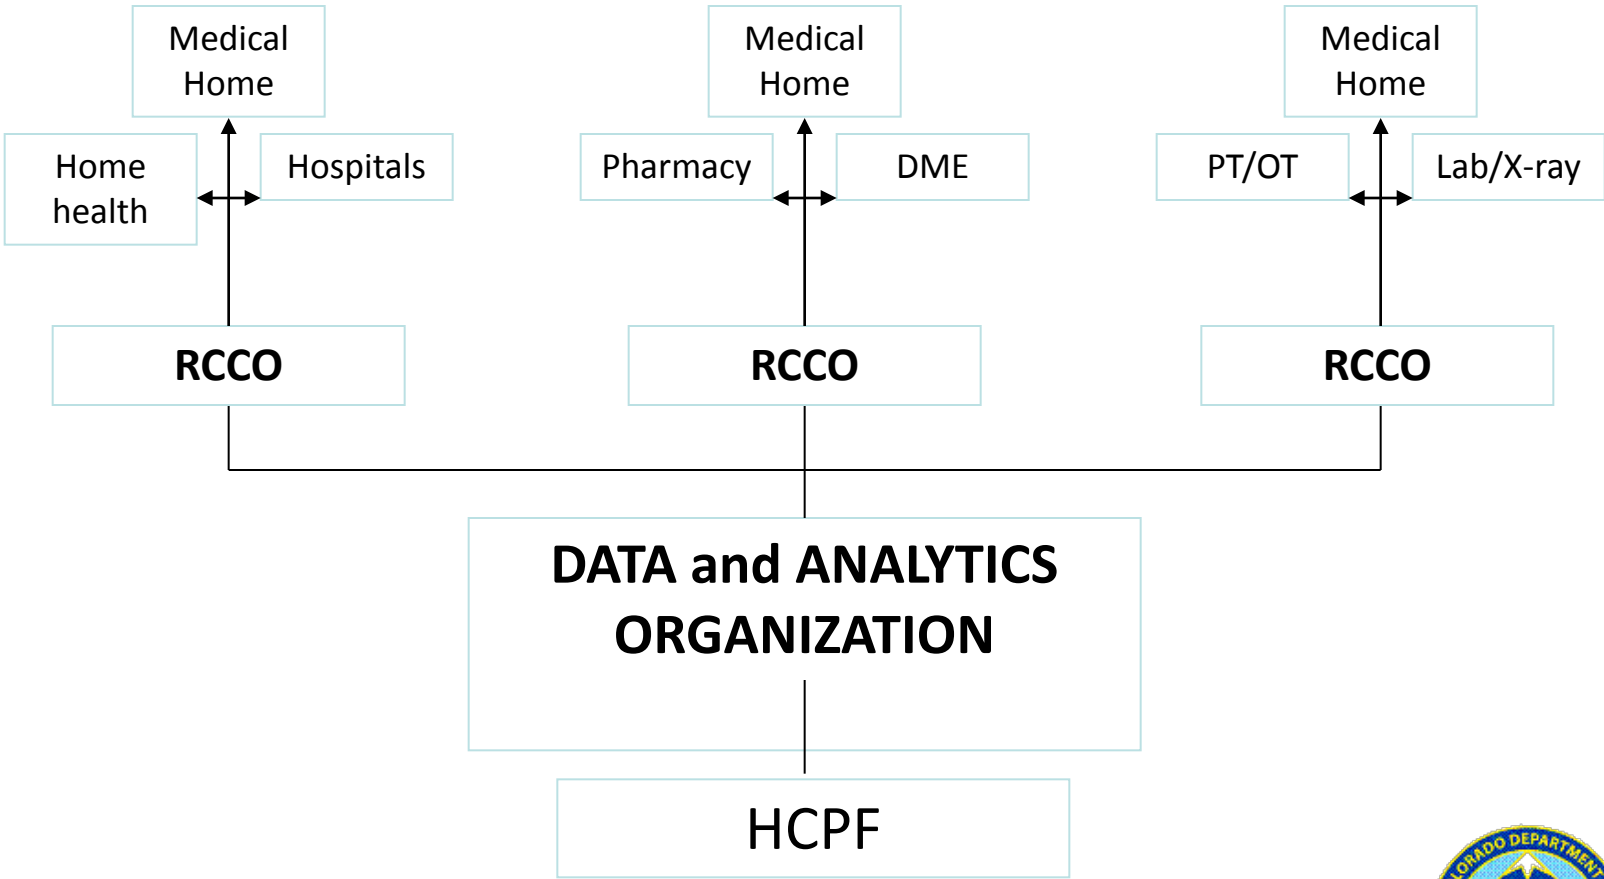 Medical
Home
Medical
Home
Medical
Home
Home
health
Hospitals
Pharmacy
DME
PT/OT
Lab/X-ray
RCCO
RCCO
RCCO
DATA and ANALYTICS
ORGANIZATION
HCPF